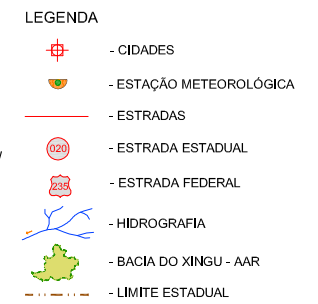 LEGENDA
- CIDADES
- ESTAÇÃO METEOROLÓGICA
- ESTRADAS
020 - ESTRADA ESTADUAL
235 - ESTRADA FEDERAL
- HIDROGRAFIA
- BACIA DO XINGU - AAR
- LIMITE ESTADUAL